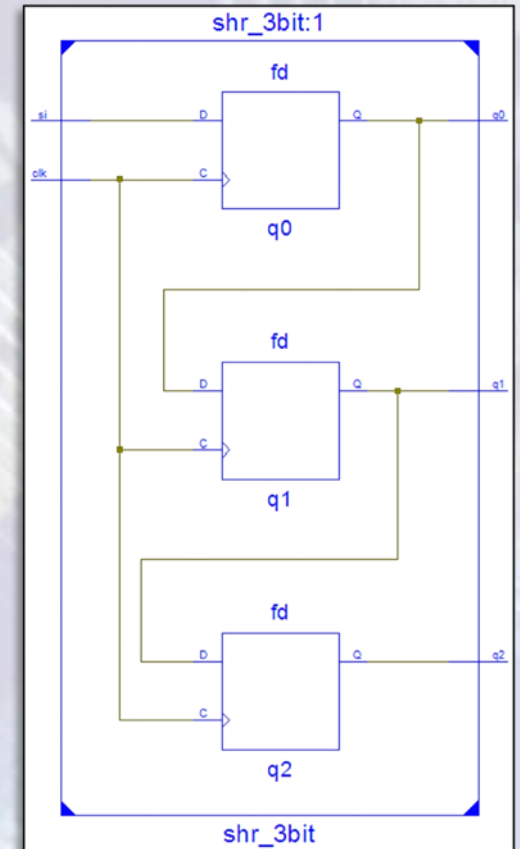 shr_3bit:1
fd
si D Q q0
clk C
q0
fd
D Q q1
C
q1
fd
D Q q2
C
q2
shr_3bit